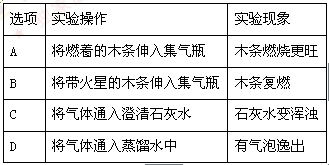 选项 实验操作 实验现象
A 将燃着的木条伸入集气瓶 木条燃烧更旺
B 将带火星的木条伸入集气瓶 木条复燃
C 将气体通入澄清石灰水 石灰水变浑浊
D 将气体通入蒸馏水中 有气泡逸出